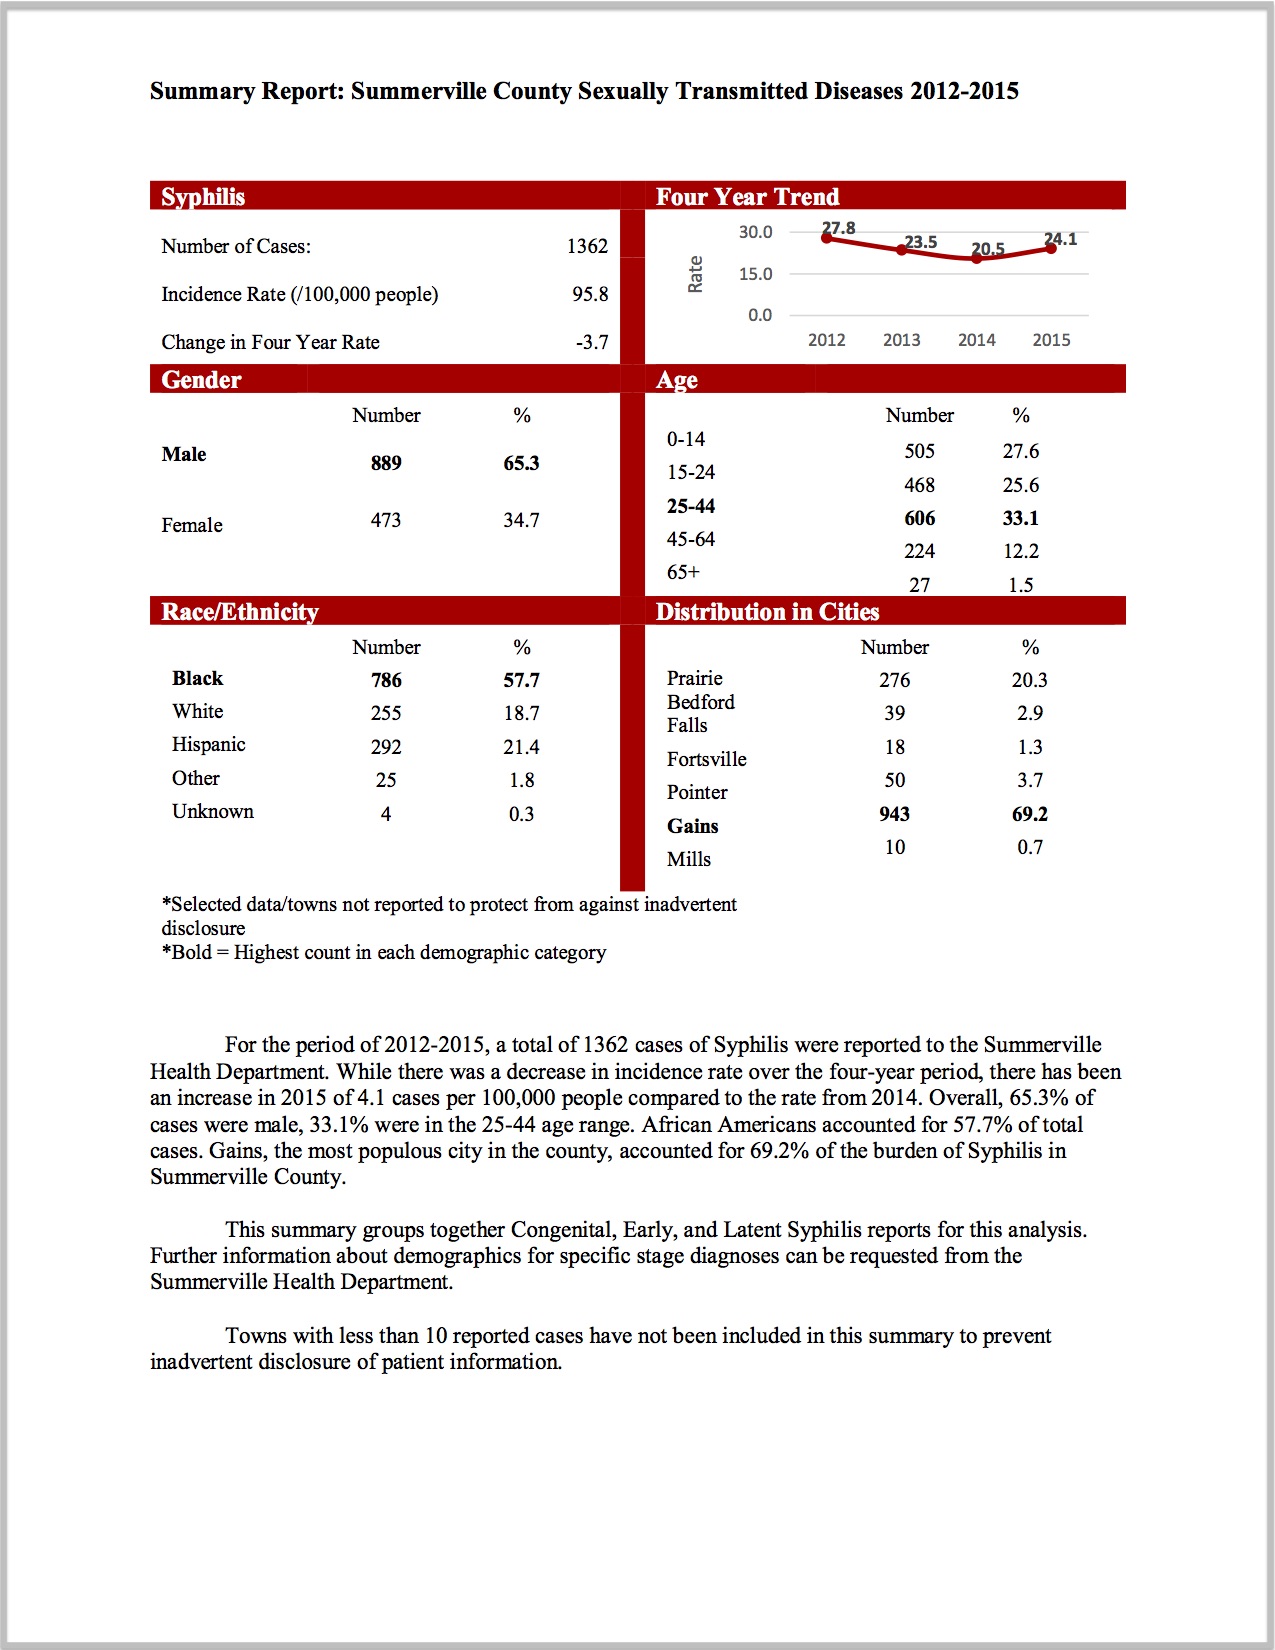 Summary Report: Summerville County Sexually Transmitted Diseases 2012-2015
Syphilis
Number of Cases: 1362
Incidence Rate (/100,000 people) 95.8
Change in Four Year Rate -3.7
Four Year Trend
Rate
30.0
15.0
0.0
27.8 23.5 20.5 24.1
2012 2013 2014 2015
Gender
Number %
Male 889 65.3
Female 473 34.7
Age
Number %
0-14 505 27.6
15-24 468 25.6
25-44 606 33.1
45-64 224 12.2
65+ 27 1.5
Race/Ethnicity
Number %
Black 786 57.7
White 255 18.7
Hispanic 292 21.4
Other 25 1.8
Unknown 4 0.3
Distribution in Cities
Number %
Prairie 276 20.3
Bedford
Falls 39 2.9
Fortsville 18 1.3
Pointer 50 3.7
Gains 943 69.2
Mills 10 0.7
*Selected data/towns not reported to protect from against inadvertent
disclosure
*Bold = Highest count in each demographic category
For the period of 2012-2015, a total of 1362 cases of Syphilis were reported to the Summerville
Health Department. While there was a decrease in incidence rate over the four-year period, there has been
an increase in 2015 of 4.1 cases per 100,000 people compared to the rate from 2014. Overall, 65.3% of
cases were male, 33.1% were in the 25-44 age range. African Americans accounted for 57.7% of total
cases. Gains, the most populous city in the county, accounted for 69.2% of the burden of Syphilis in
Summerville County.
This summary groups together Congenital, Early, and Latent Syphilis reports for this analysis.
Further information about demographics for specific stage diagnoses can be requested from the
Summerville Health Department.
Towns with less than 10 reported cases have not been included in this summary to prevent
inadvertent disclosure of patient information.